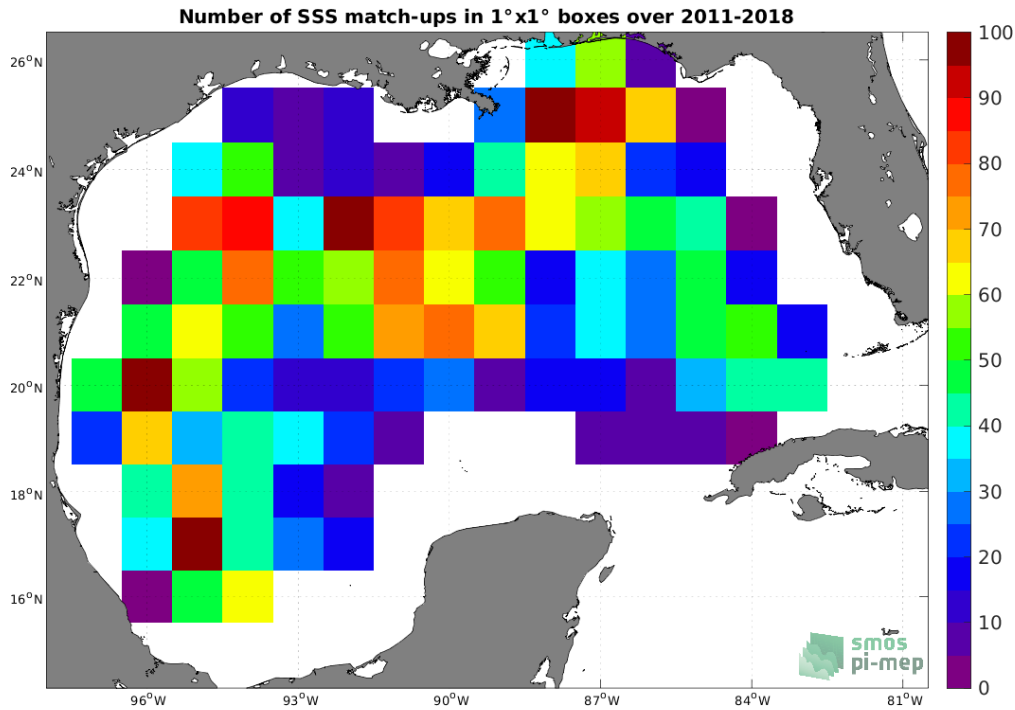 Number of SSS match-ups in 1°x1° boxes over 2011-2018
26°N
24°N
22°N
20°N
18°N
16°N
96°W
93°W
90°W
87°W
84°W
81°W
100
90
80
70
60
50
40
30
20
10
0
smos
pi-mep